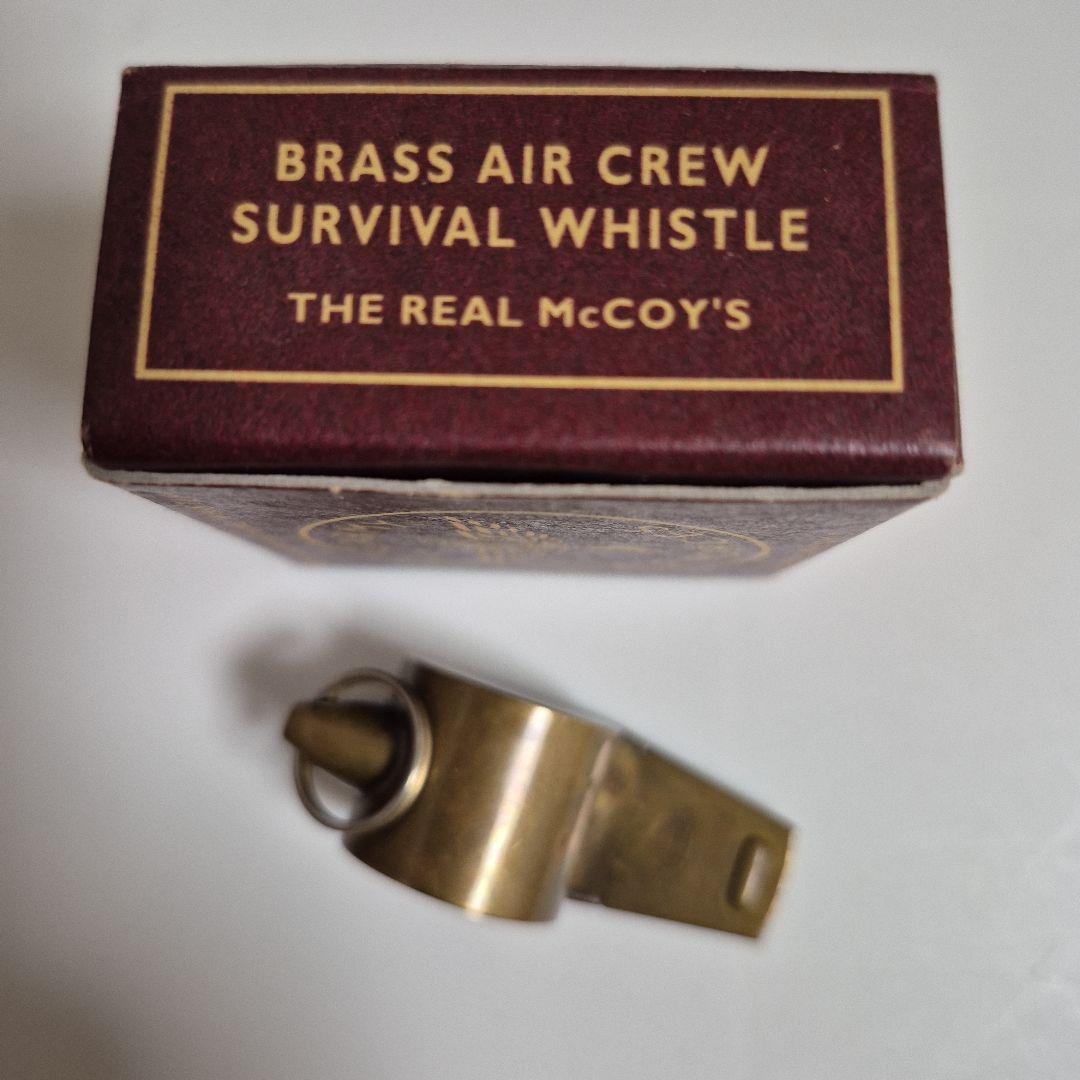 BRASS AIR CREW
SURVIVAL WHISTLE
THE REAL McCOY'S